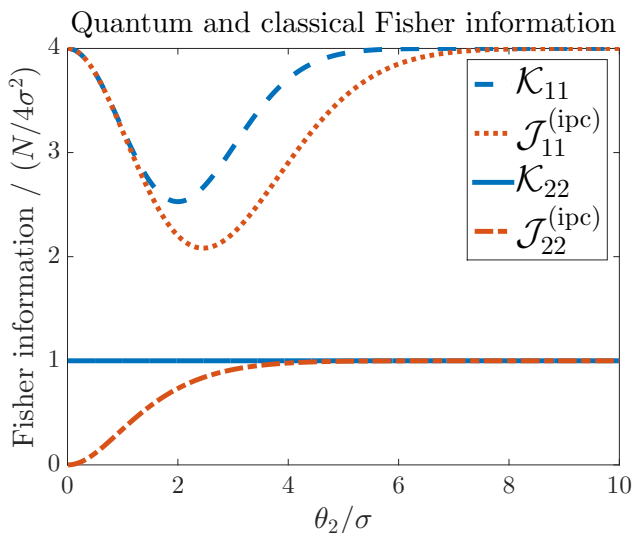 Quantum and classical Fisher information
Fisher information / (N/4σ²)
4
3
2
1
0
0 2 4 6 8 10
θ₂/σ
𝒦₁₁
𝒥₁₁⁽ⁱᵖᶜ⁾
𝒦₂₂
𝒥₂₂⁽ⁱᵖᶜ⁾